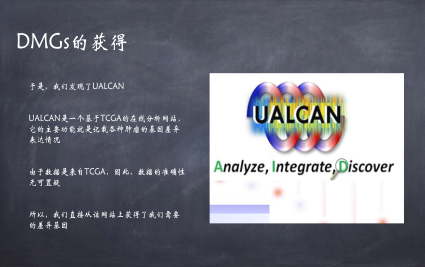 DMGs的获得
于是，我们发现了UALCAN
UALCAN是一个基于TCGA的在线分析网站，
它的主要功能就是记载各种肿瘤的基因差异
表达情况
由于数据是来自TCGA，因此，数据的准确性
无可置疑
所以，我们直接从该网站上获得了我们需要
的差异基因
UALCAN
Analyze, Integrate, Discover